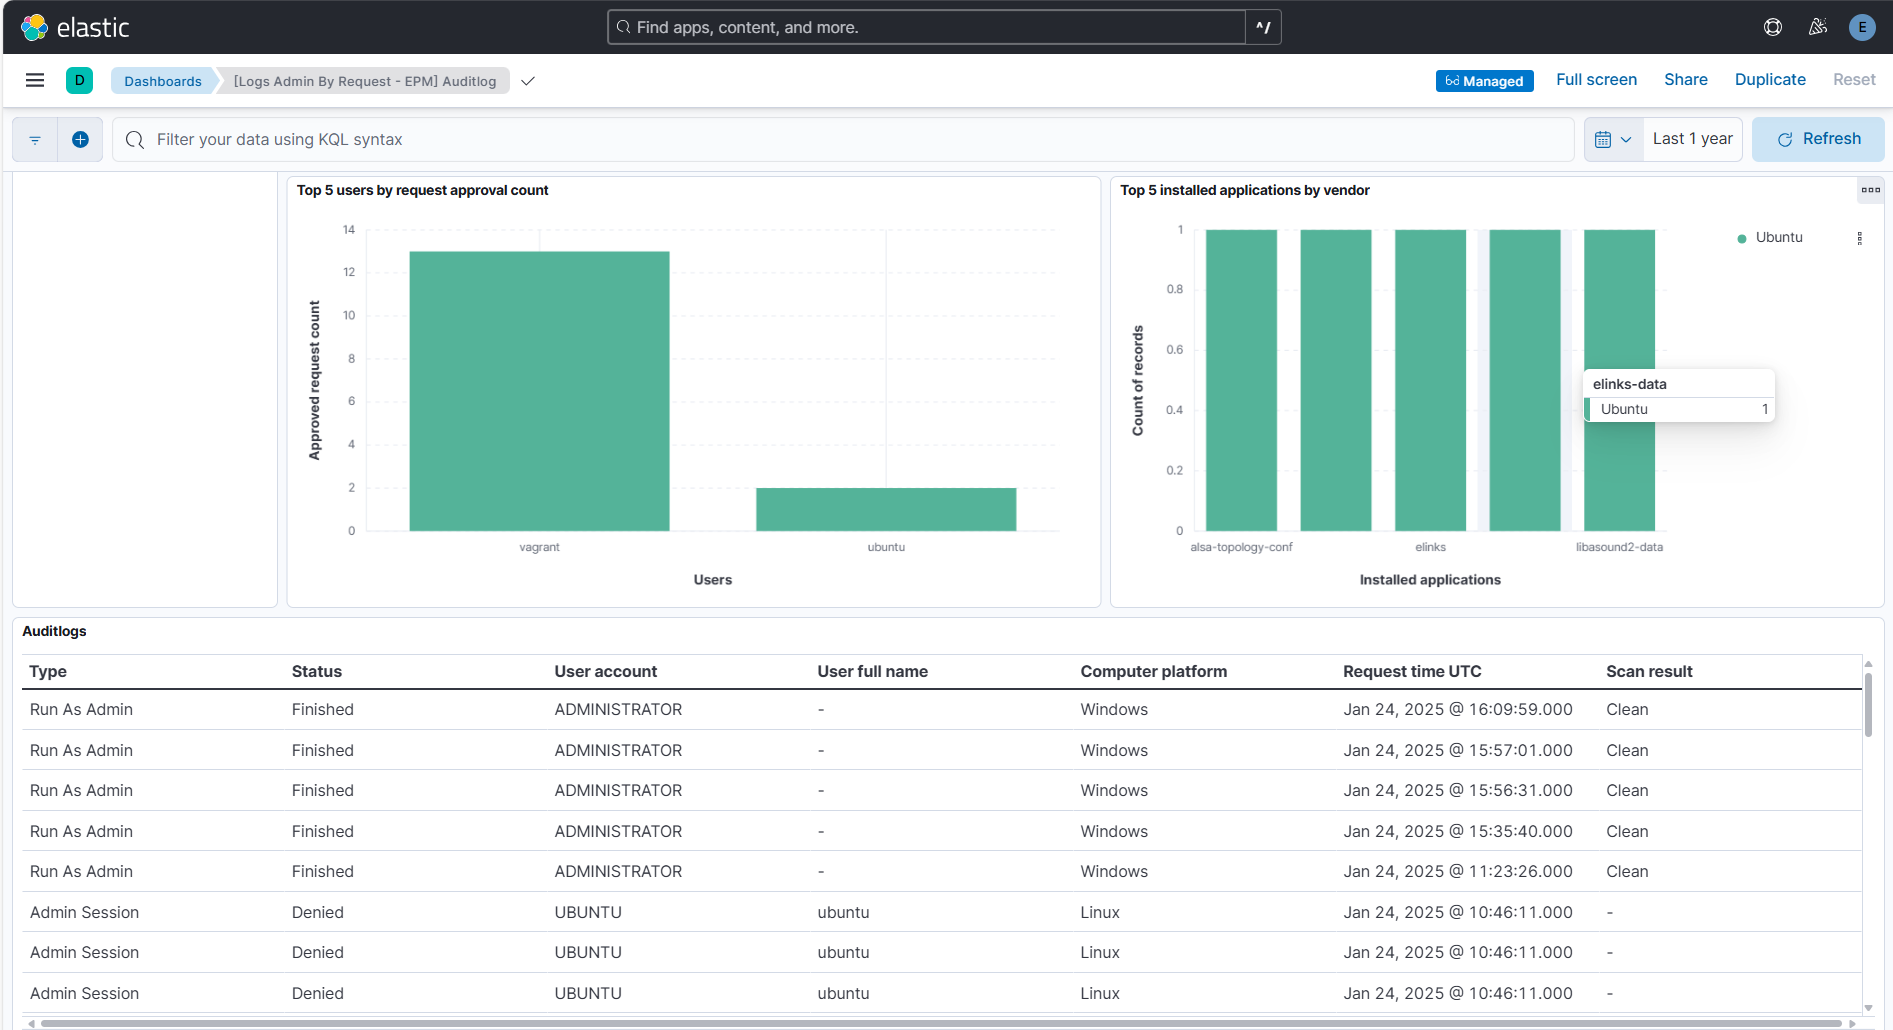 elastic
Find apps, content, and more.
^/
E
D
Dashboards
[Logs Admin By Request - EPM] Auditlog
Managed
Full screen
Share
Duplicate
Reset
Filter your data using KQL syntax
Last 1 year
Refresh
Top 5 users by request approval count
14
12
10
8
6
4
2
0
Approved request count
vagrant
ubuntu
Users
Top 5 installed applications by vendor
1
0.8
0.6
0.4
0.2
0
Count of records
alsa-topology-conf
elinks
libasound2-data
Installed applications
Ubuntu
elinks-data
Ubuntu 1
Auditlogs
Type Status User account User full name Computer platform Request time UTC Scan result
Run As Admin Finished ADMINISTRATOR - Windows Jan 24, 2025 @ 16:09:59.000 Clean
Run As Admin Finished ADMINISTRATOR - Windows Jan 24, 2025 @ 15:57:01.000 Clean
Run As Admin Finished ADMINISTRATOR - Windows Jan 24, 2025 @ 15:56:31.000 Clean
Run As Admin Finished ADMINISTRATOR - Windows Jan 24, 2025 @ 15:35:40.000 Clean
Run As Admin Finished ADMINISTRATOR - Windows Jan 24, 2025 @ 11:23:26.000 Clean
Admin Session Denied UBUNTU ubuntu Linux Jan 24, 2025 @ 10:46:11.000 -
Admin Session Denied UBUNTU ubuntu Linux Jan 24, 2025 @ 10:46:11.000 -
Admin Session Denied UBUNTU ubuntu Linux Jan 24, 2025 @ 10:46:11.000 -